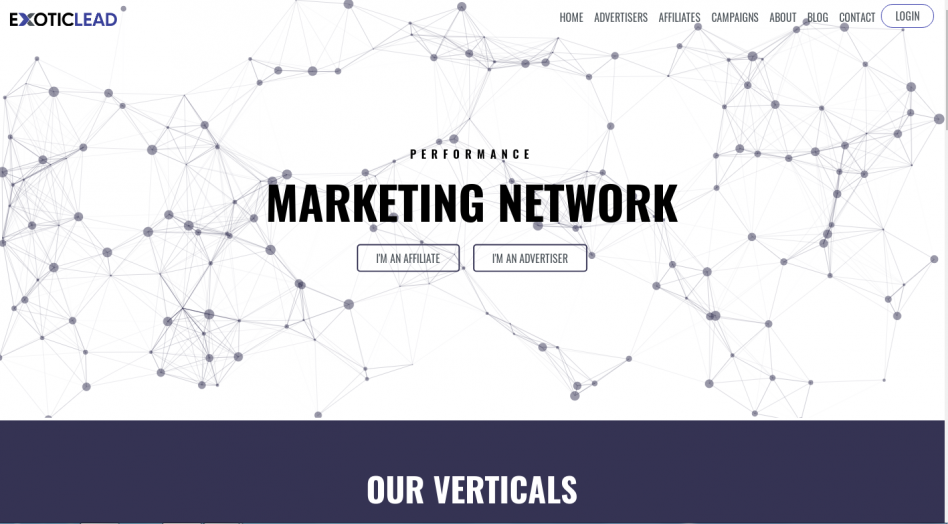 EXOTICLEAD
HOME ADVERTISERS AFFILIATES CAMPAIGNS ABOUT BLOG CONTACT LOGIN
PERFORMANCE
MARKETING NETWORK
I'M AN AFFILIATE I'M AN ADVERTISER
OUR VERTICALS